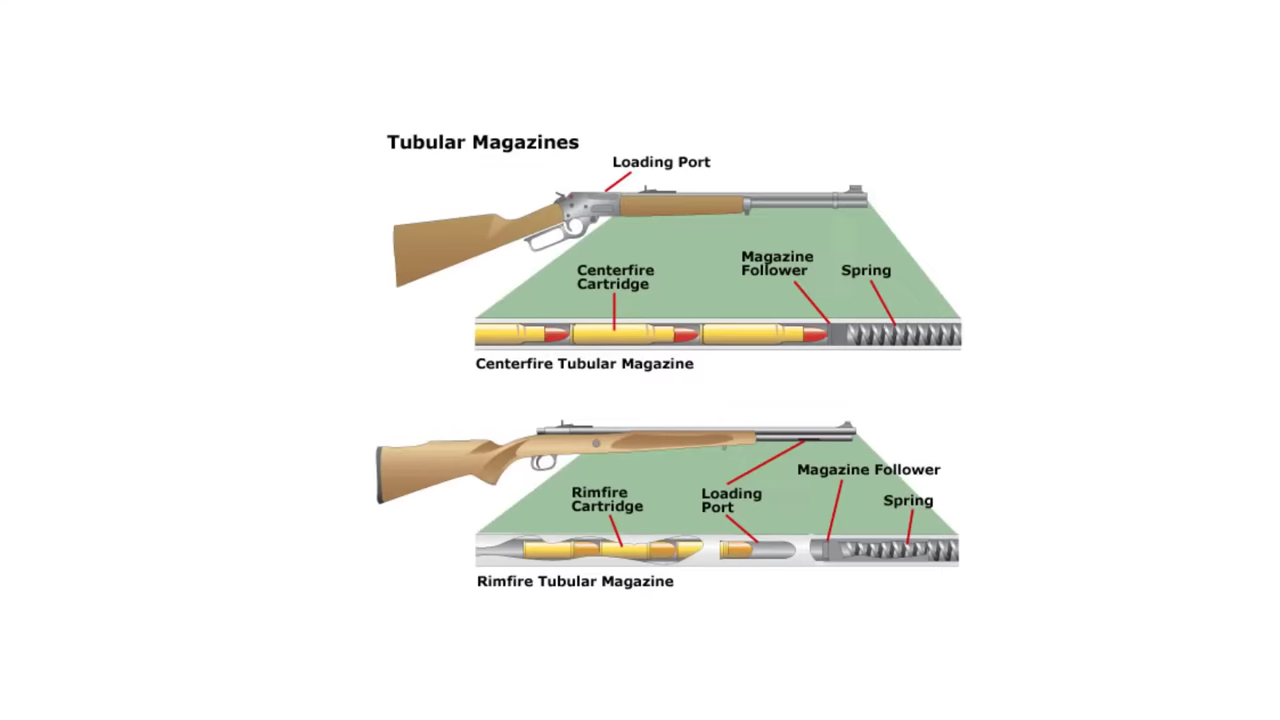 Tubular Magazines
Loading Port
Magazine
Follower
Spring
Centerfire
Cartridge
Centerfire Tubular Magazine
Magazine Follower
Rimfire
Cartridge
Loading
Port
Spring
Rimfire Tubular Magazine